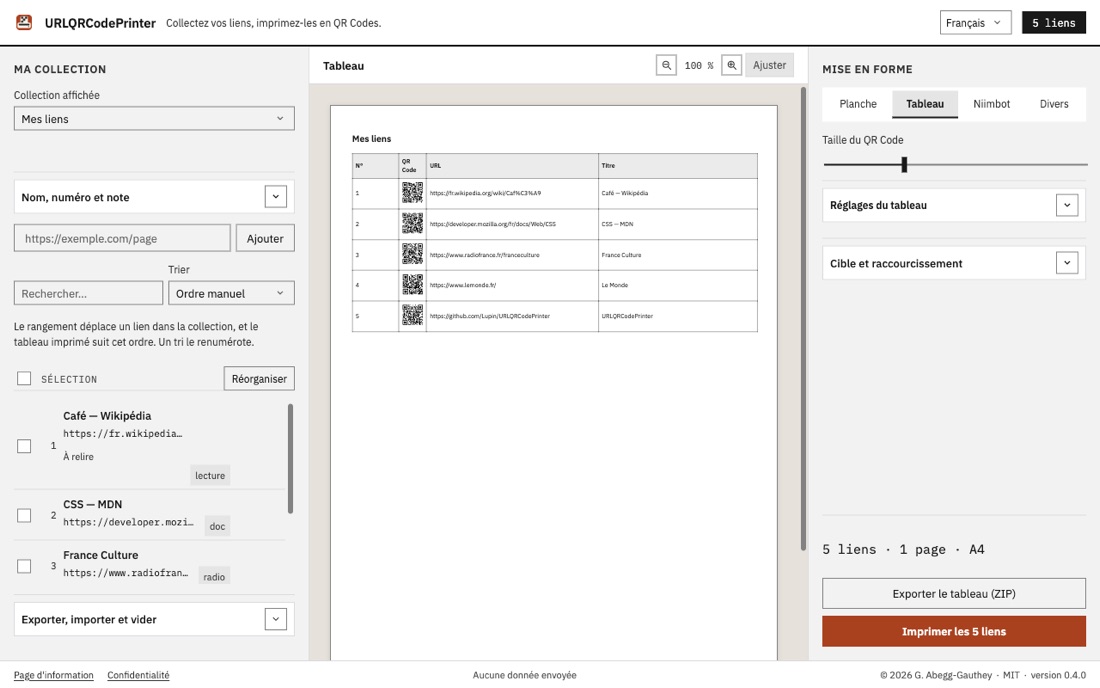 URLQRCodePrinter Collectez vos liens, imprimez-les en QR Codes. Français 5 liens
MA COLLECTION
Collection affichée
Mes liens
Nom, numéro et note
https://exemple.com/page Ajouter
Trier
Rechercher... Ordre manuel
Le rangement déplace un lien dans la collection, et le
tableau imprimé suit cet ordre. Un tri le renumérote.
SÉLECTION Réorganiser
Café — Wikipédia
https://fr.wikipedia…
1
À relire
lecture
CSS — MDN
2 https://developer.mozi… doc
France Culture
3 https://www.radiofran… radio
Exporter, importer et vider
Tableau 100 % Ajuster
Mes liens
N° QR Code URL Titre
1 https://fr.wikipedia.org/wiki/Caf%C3%A9 Café — Wikipédia
2 https://developer.mozilla.org/fr/docs/Web/CSS CSS — MDN
3 https://www.radiofrance.fr/franceculture France Culture
4 https://www.lemonde.fr/ Le Monde
5 https://github.com/Lupin/URLQRCodePrinter URLQRCodePrinter
MISE EN FORME
Planche Tableau Niimbot Divers
Taille du QR Code
Réglages du tableau
Cible et raccourcissement
5 liens · 1 page · A4
Exporter le tableau (ZIP)
Imprimer les 5 liens
Page d'information Confidentialité Aucune donnée envoyée © 2026 G. Abegg-Gauthey · MIT · version 0.4.0